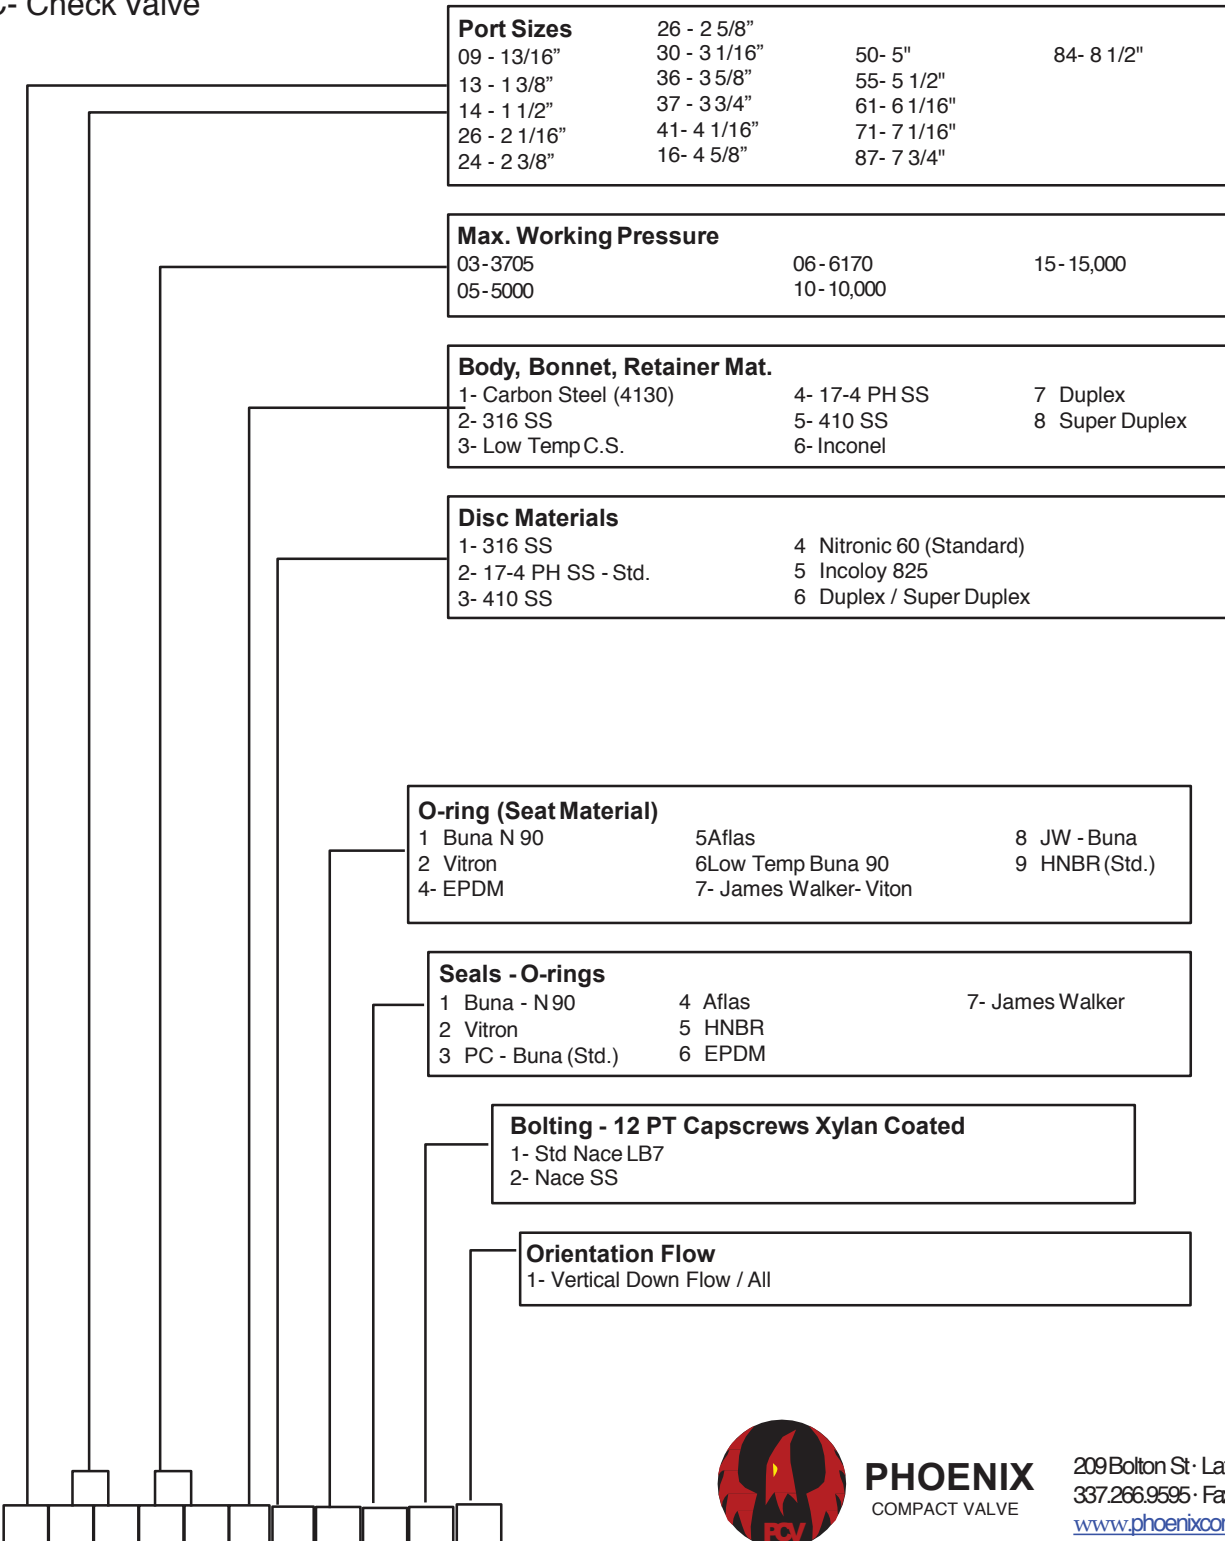 C- Check Valve
Port Sizes
09 - 13/16”
13 - 1 3/8”
14 - 1 1/2”
26 - 2 1/16”
24 - 2 3/8”
26 - 2 5/8”
30 - 3 1/16”
36 - 3 5/8”
37 - 3 3/4”
41- 4 1/16”
16- 4 5/8”
50- 5"
55- 5 1/2"
61- 6 1/16"
71- 7 1/16"
87- 7 3/4"
84- 8 1/2"
Max. Working Pressure
03-3705
05-5000
06-6170
10-10,000
15-15,000
Body, Bonnet, Retainer Mat.
1- Carbon Steel (4130)
2- 316 SS
3- Low Temp C.S.
4- 17-4 PH SS
5- 410 SS
6- Inconel
7 Duplex
8 Super Duplex
Disc Materials
1- 316 SS
2- 17-4 PH SS - Std.
3- 410 SS
4 Nitronic 60 (Standard)
5 Incoloy 825
6 Duplex / Super Duplex
O-ring (Seat Material)
1 Buna N 90
2 Vitron
4- EPDM
5Aflas
6Low Temp Buna 90
7- James Walker- Viton
8 JW - Buna
9 HNBR (Std.)
Seals - O-rings
1 Buna - N 90
2 Vitron
3 PC - Buna (Std.)
4 Aflas
5 HNBR
6 EPDM
7- James Walker
Bolting - 12 PT Capscrews Xylan Coated
1- Std Nace LB7
2- Nace SS
Orientation Flow
1- Vertical Down Flow / All
PCV
PHOENIX
COMPACT VALVE
209 Bolton St · La
337.266.9595 · Fa
www.phoenixcom